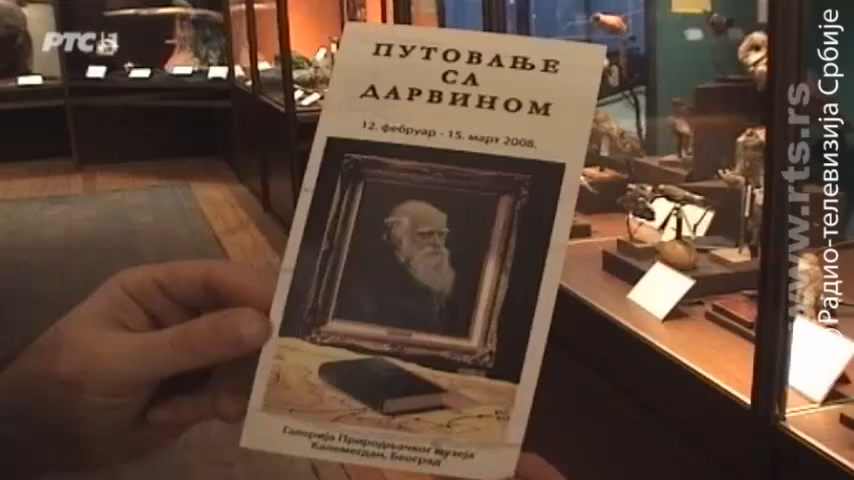 РТС
ПУТОВАЊЕ
СА
ДАРВИНОМ
12. фебруар - 15. март 2008.
Галерија Природњачког музеја
Калемегдан, Београд
www.rts.rs
Радио-телевизија Србије